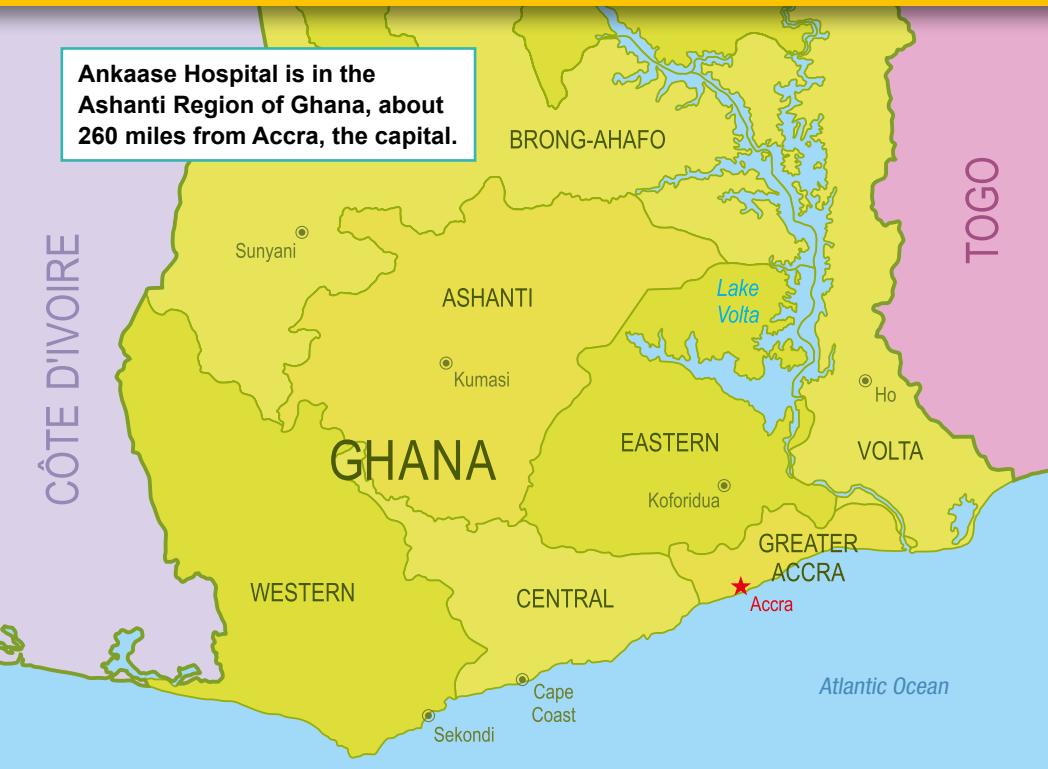 Ankaase Hospital is in the
Ashanti Region of Ghana, about
260 miles from Accra, the capital.
BRONG-AHAFO
TOGO
CÔTE D'IVOIRE
Sunyani
ASHANTI
Lake
Volta
Kumasi
Ho
GHANA
EASTERN
VOLTA
Koforidua
GREATER
ACCRA
WESTERN
CENTRAL
Accra
Atlantic Ocean
Cape
Coast
Sekondi